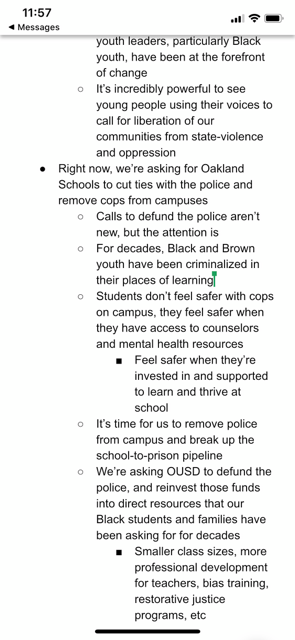 11:57
◀ Messages
youth leaders, particularly Black
youth, have been at the forefront
of change
○ It's incredibly powerful to see
young people using their voices to
call for liberation of our
communities from state-violence
and oppression
● Right now, we're asking for Oakland
Schools to cut ties with the police and
remove cops from campuses
○ Calls to defund the police aren't
new, but the attention is
○ For decades, Black and Brown
youth have been criminalized in
their places of learning
○ Students don't feel safer with cops
on campus, they feel safer when
they have access to counselors
and mental health resources
■ Feel safer when they're
invested in and supported
to learn and thrive at
school
○ It's time for us to remove police
from campus and break up the
school-to-prison pipeline
○ We're asking OUSD to defund the
police, and reinvest those funds
into direct resources that our
Black students and families have
been asking for for decades
■ Smaller class sizes, more
professional development
for teachers, bias training,
restorative justice
programs, etc